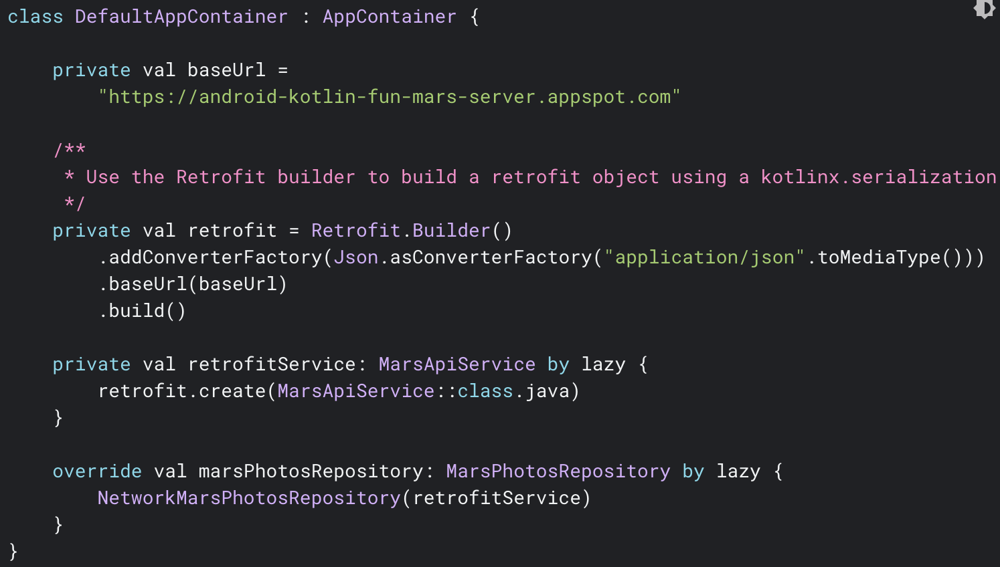 class DefaultAppContainer : AppContainer {

    private val baseUrl =
        "https://android-kotlin-fun-mars-server.appspot.com"

    /**
     * Use the Retrofit builder to build a retrofit object using a kotlinx.serialization
     */
    private val retrofit = Retrofit.Builder()
        .addConverterFactory(Json.asConverterFactory("application/json".toMediaType()))
        .baseUrl(baseUrl)
        .build()

    private val retrofitService: MarsApiService by lazy {
        retrofit.create(MarsApiService::class.java)
    }

    override val marsPhotosRepository: MarsPhotosRepository by lazy {
        NetworkMarsPhotosRepository(retrofitService)
    }
}